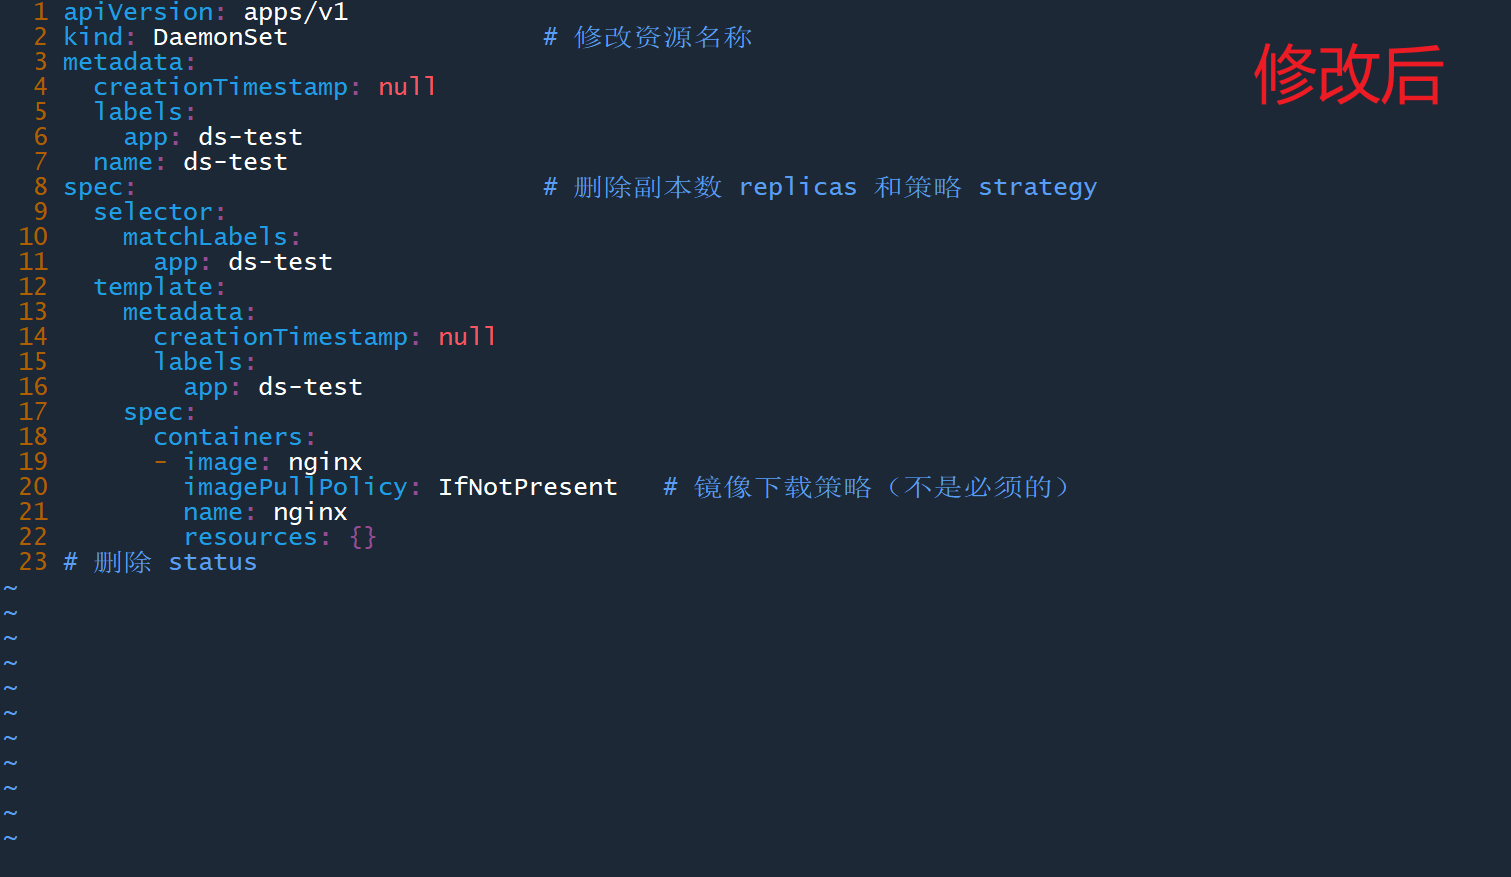 1 apiVersion: apps/v1
2 kind: DaemonSet                 # 修改资源名称
修改后
3 metadata:
4   creationTimestamp: null
5   labels:
6     app: ds-test
7   name: ds-test
8 spec:                           # 删除副本数 replicas 和策略 strategy
9   selector:
10     matchLabels:
11       app: ds-test
12   template:
13     metadata:
14       creationTimestamp: null
15       labels:
16         app: ds-test
17     spec:
18       containers:
19       - image: nginx
20         imagePullPolicy: IfNotPresent   # 镜像下载策略（不是必须的）
21         name: nginx
22         resources: {}
23 # 删除 status
~
~
~
~
~
~
~
~
~
~
~